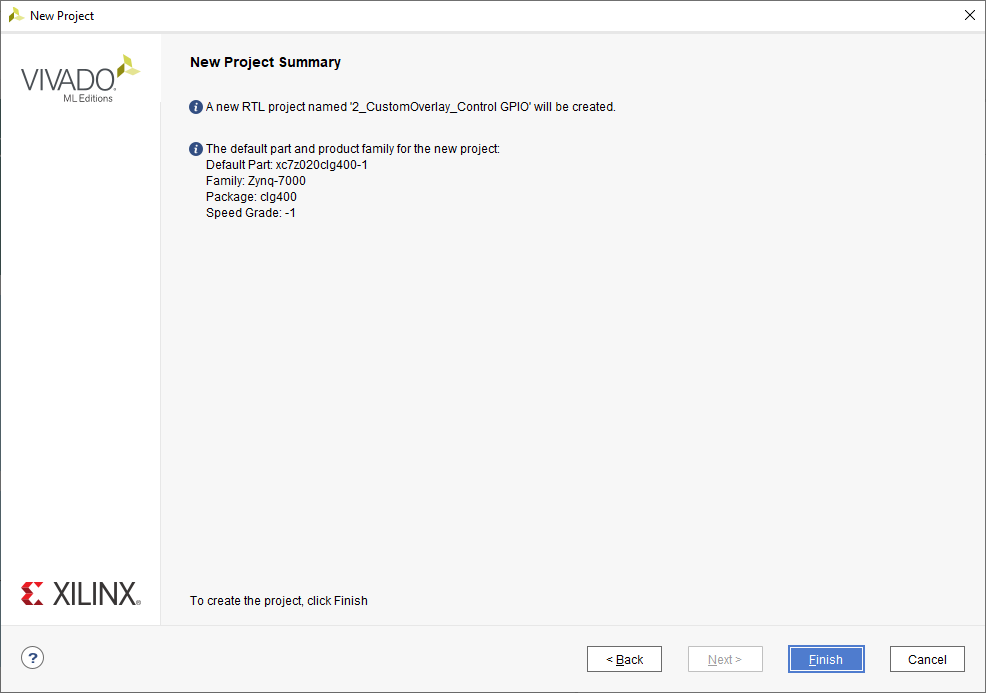 New Project
VIVADO.
ML Editions
New Project Summary
i A new RTL project named '2_CustomOverlay_Control GPIO' will be created.
i The default part and product family for the new project:
Default Part: xc7z020clg400-1
Family: Zynq-7000
Package: clg400
Speed Grade: -1
XILINX®
To create the project, click Finish
?
< Back
Next >
Finish
Cancel